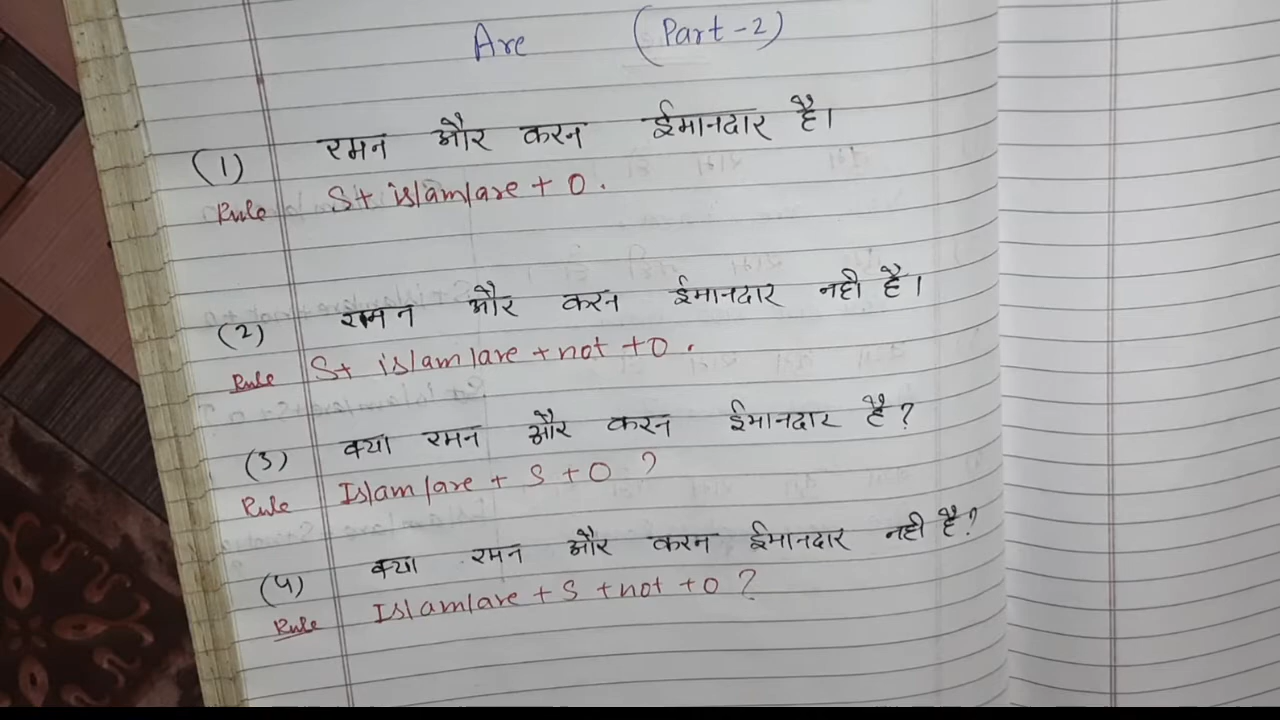 Are (Part-2)
(1) रमन और करन ईमानदार है।
Rule S+ is/am/are + O.
(2) रमन और करन ईमानदार नही है।
Rule S+ is/am/are + not + O.
(3) क्या रमन और करन ईमानदार है?
Rule Is/am/are + S + O ?
(4) क्या रमन और करन ईमानदार नही है?
Rule Is/am/are + S + not + O ?